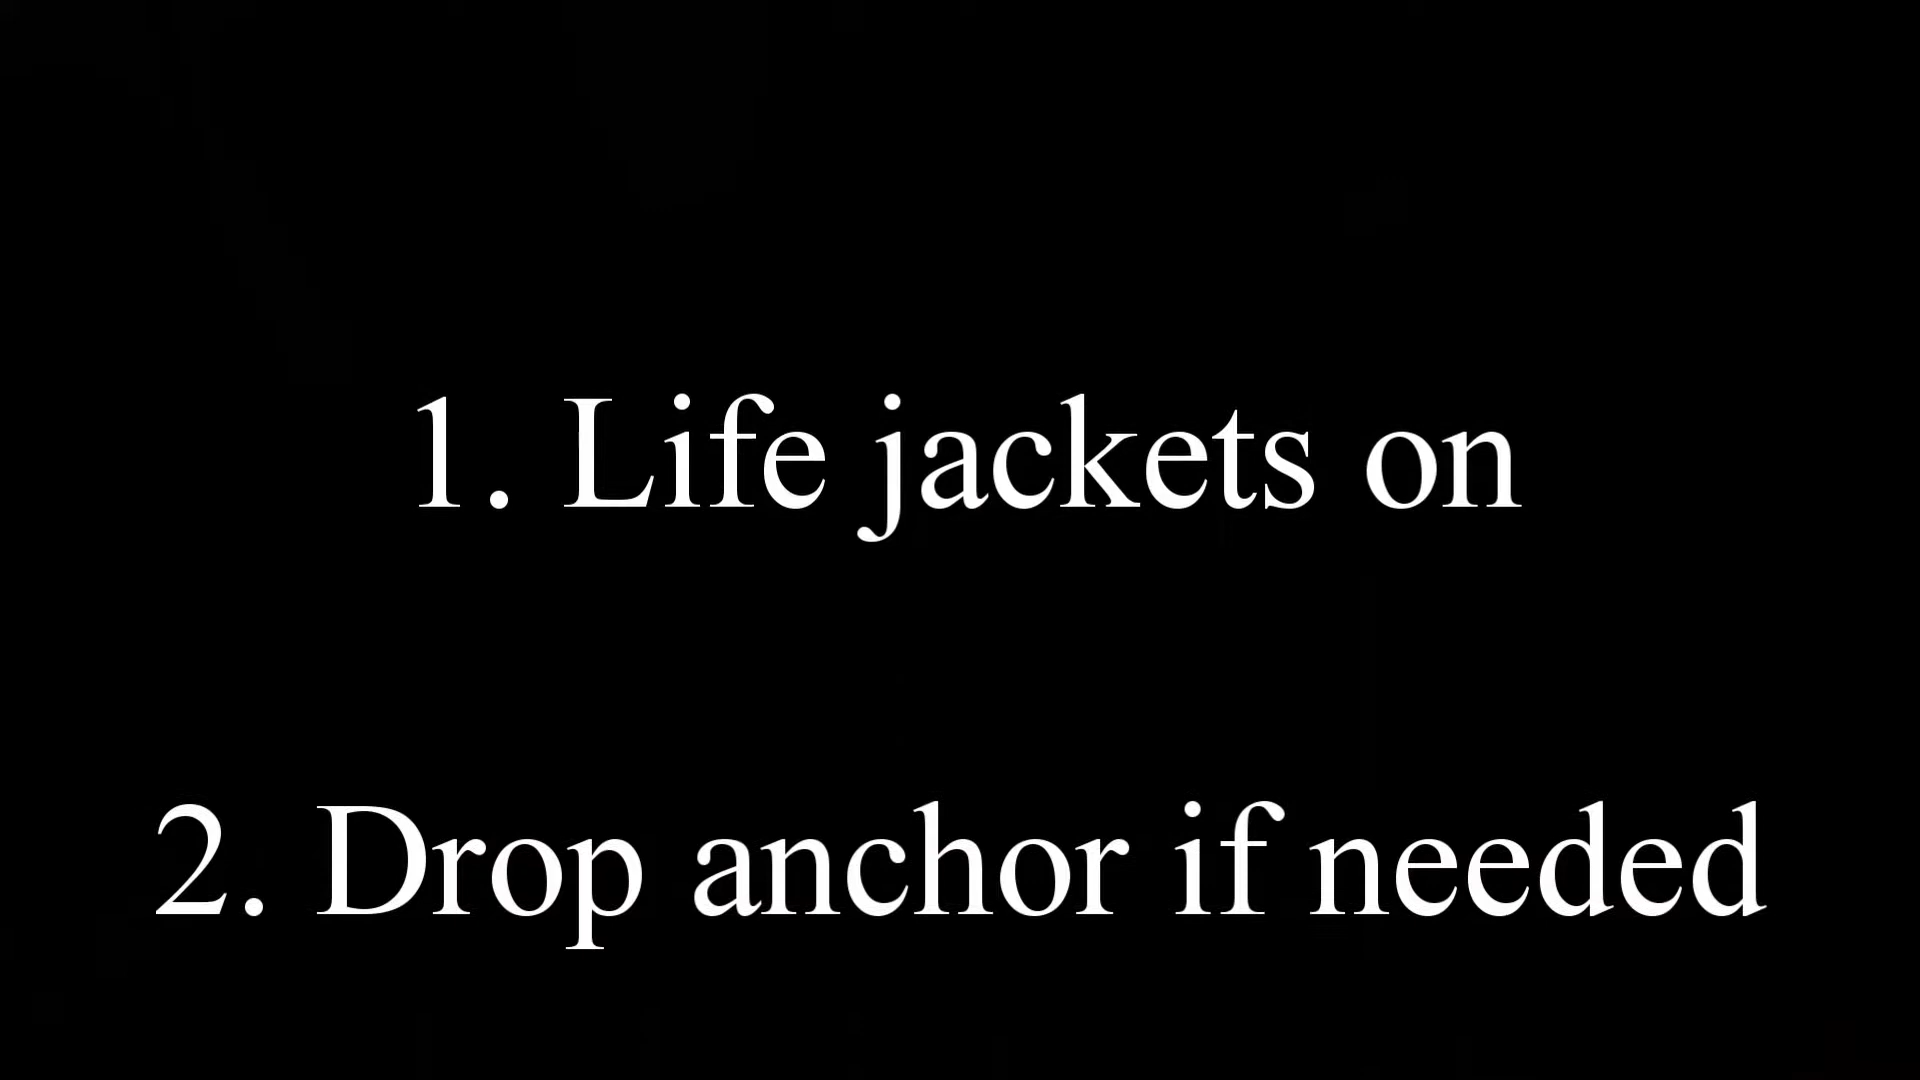 1. Life jackets on
2. Drop anchor if needed